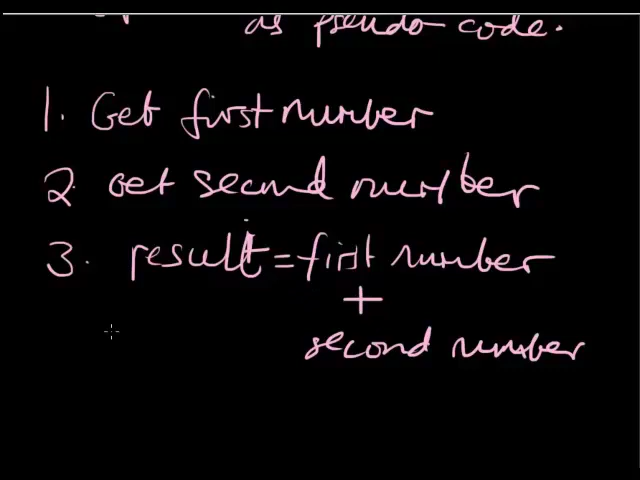 as pseudo code.
1. Get first number
2. Get second number
3. result = first number
+
second number